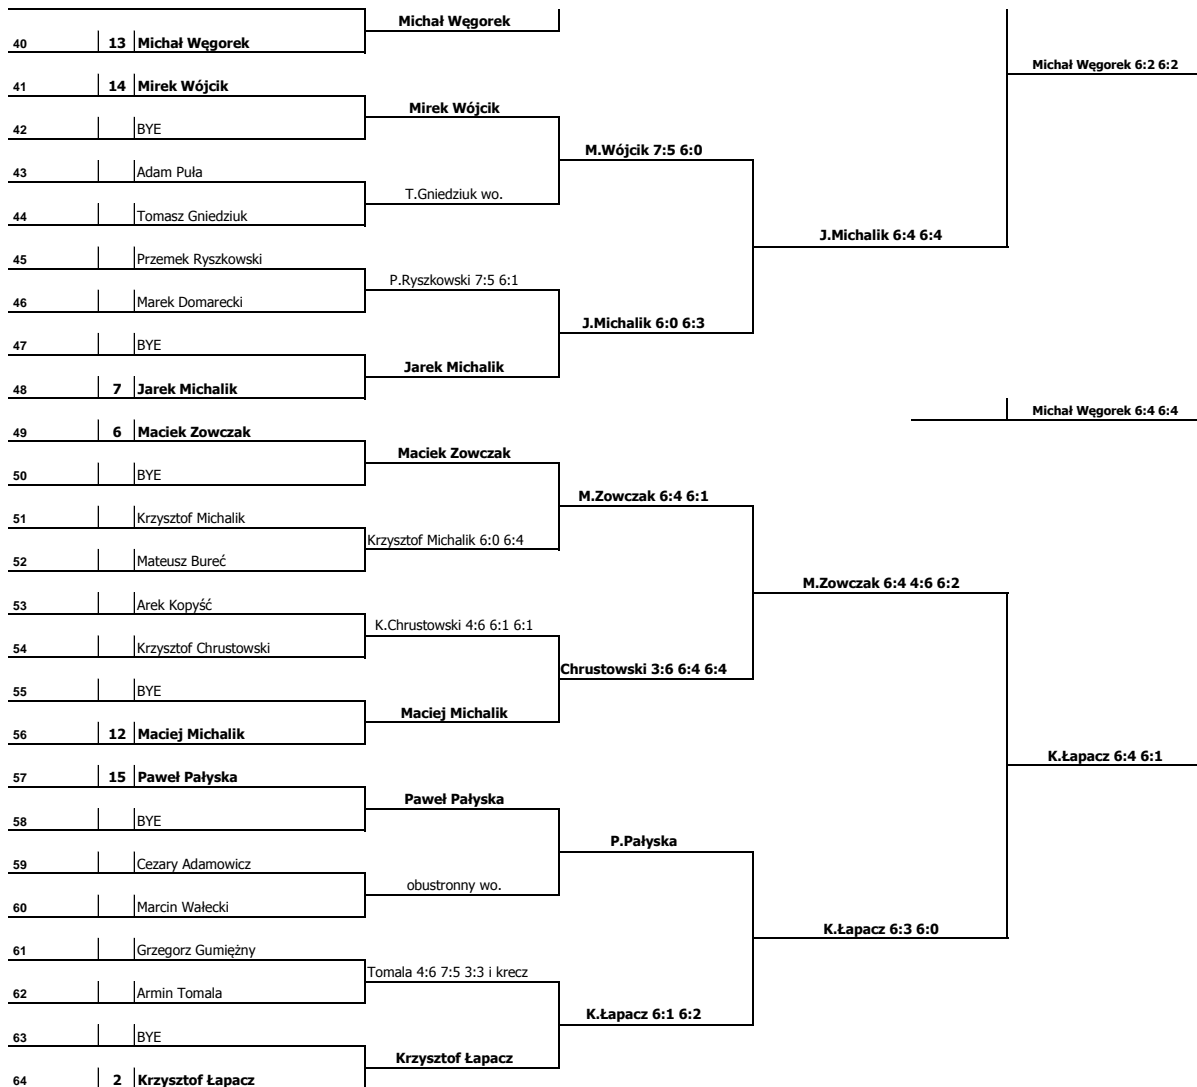 Michał Węgorek
40 13 Michał Węgorek
Michał Węgorek 6:2 6:2
41 14 Mirek Wójcik
Mirek Wójcik
42 BYE
M.Wójcik 7:5 6:0
43 Adam Puła
T.Gniedziuk wo.
44 Tomasz Gniedziuk
J.Michalik 6:4 6:4
45 Przemek Ryszkowski
P.Ryszkowski 7:5 6:1
46 Marek Domarecki
J.Michalik 6:0 6:3
47 BYE
Jarek Michalik
48 7 Jarek Michalik
Michał Węgorek 6:4 6:4
49 6 Maciek Zowczak
Maciek Zowczak
50 BYE
M.Zowczak 6:4 6:1
51 Krzysztof Michalik
Krzysztof Michalik 6:0 6:4
52 Mateusz Bureć
M.Zowczak 6:4 4:6 6:2
53 Arek Kopyść
K.Chrustowski 4:6 6:1 6:1
54 Krzysztof Chrustowski
Chrustowski 3:6 6:4 6:4
55 BYE
Maciej Michalik
56 12 Maciej Michalik
K.Łapacz 6:4 6:1
57 15 Paweł Pałyska
Paweł Pałyska
58 BYE
P.Pałyska
59 Cezary Adamowicz
obustronny wo.
60 Marcin Wałecki
K.Łapacz 6:3 6:0
61 Grzegorz Gumiężny
Tomala 4:6 7:5 3:3 i krecz
62 Armin Tomala
K.Łapacz 6:1 6:2
63 BYE
Krzysztof Łapacz
64 2 Krzysztof Łapacz